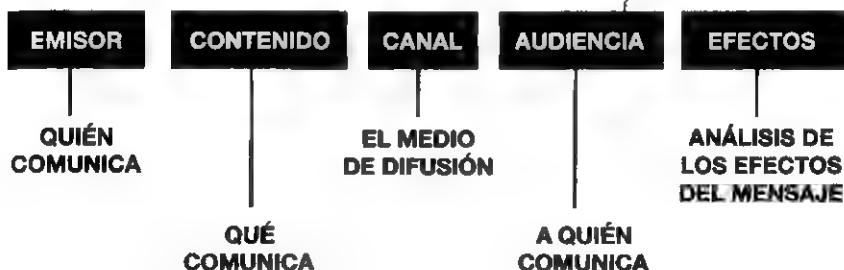 EMISOR CONTENIDO CANAL AUDIENCIA EFECTOS
QUIÉN
COMUNICA
EL MEDIO
DE DIFUSIÓN
ANÁLISIS DE
LOS EFECTOS
DEL MENSAJE
QUÉ
COMUNICA
A QUIÉN
COMUNICA